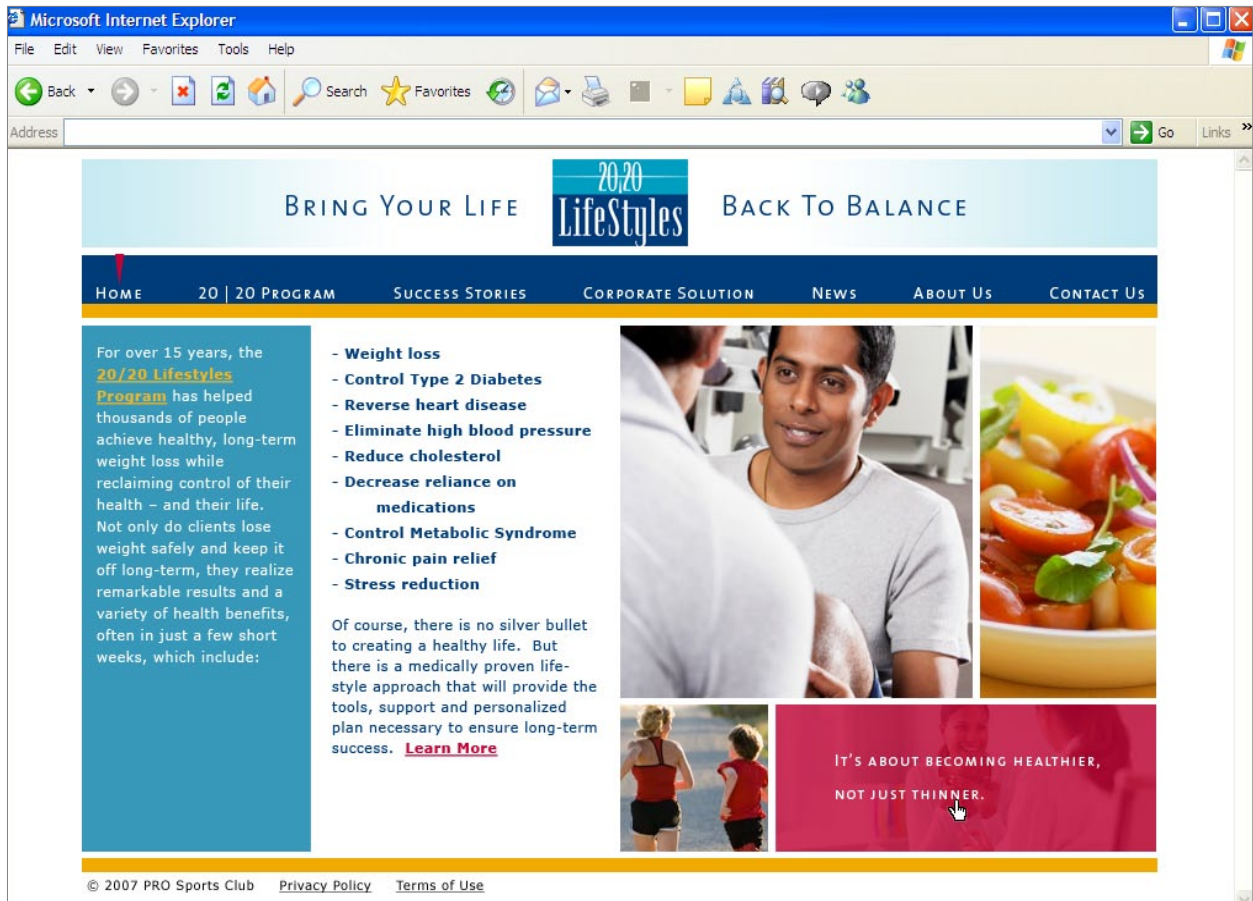 Microsoft Internet Explorer
File Edit View Favorites Tools Help
Back Search Favorites
Address Go Links »
BRING YOUR LIFE
20,20
LifeStyles
BACK TO BALANCE
HOME 20 | 20 PROGRAM SUCCESS STORIES CORPORATE SOLUTION NEWS ABOUT US CONTACT US
For over 15 years, the
20/20 Lifestyles
Program has helped
thousands of people
achieve healthy, long-term
weight loss while
reclaiming control of their
health – and their life.
Not only do clients lose
weight safely and keep it
off long-term, they realize
remarkable results and a
variety of health benefits,
often in just a few short
weeks, which include:
- Weight loss
- Control Type 2 Diabetes
- Reverse heart disease
- Eliminate high blood pressure
- Reduce cholesterol
- Decrease reliance on
medications
- Control Metabolic Syndrome
- Chronic pain relief
- Stress reduction
Of course, there is no silver bullet
to creating a healthy life. But
there is a medically proven life-
style approach that will provide the
tools, support and personalized
plan necessary to ensure long-term
success. Learn More
IT'S ABOUT BECOMING HEALTHIER,
NOT JUST THINNER.
© 2007 PRO Sports Club Privacy Policy Terms of Use